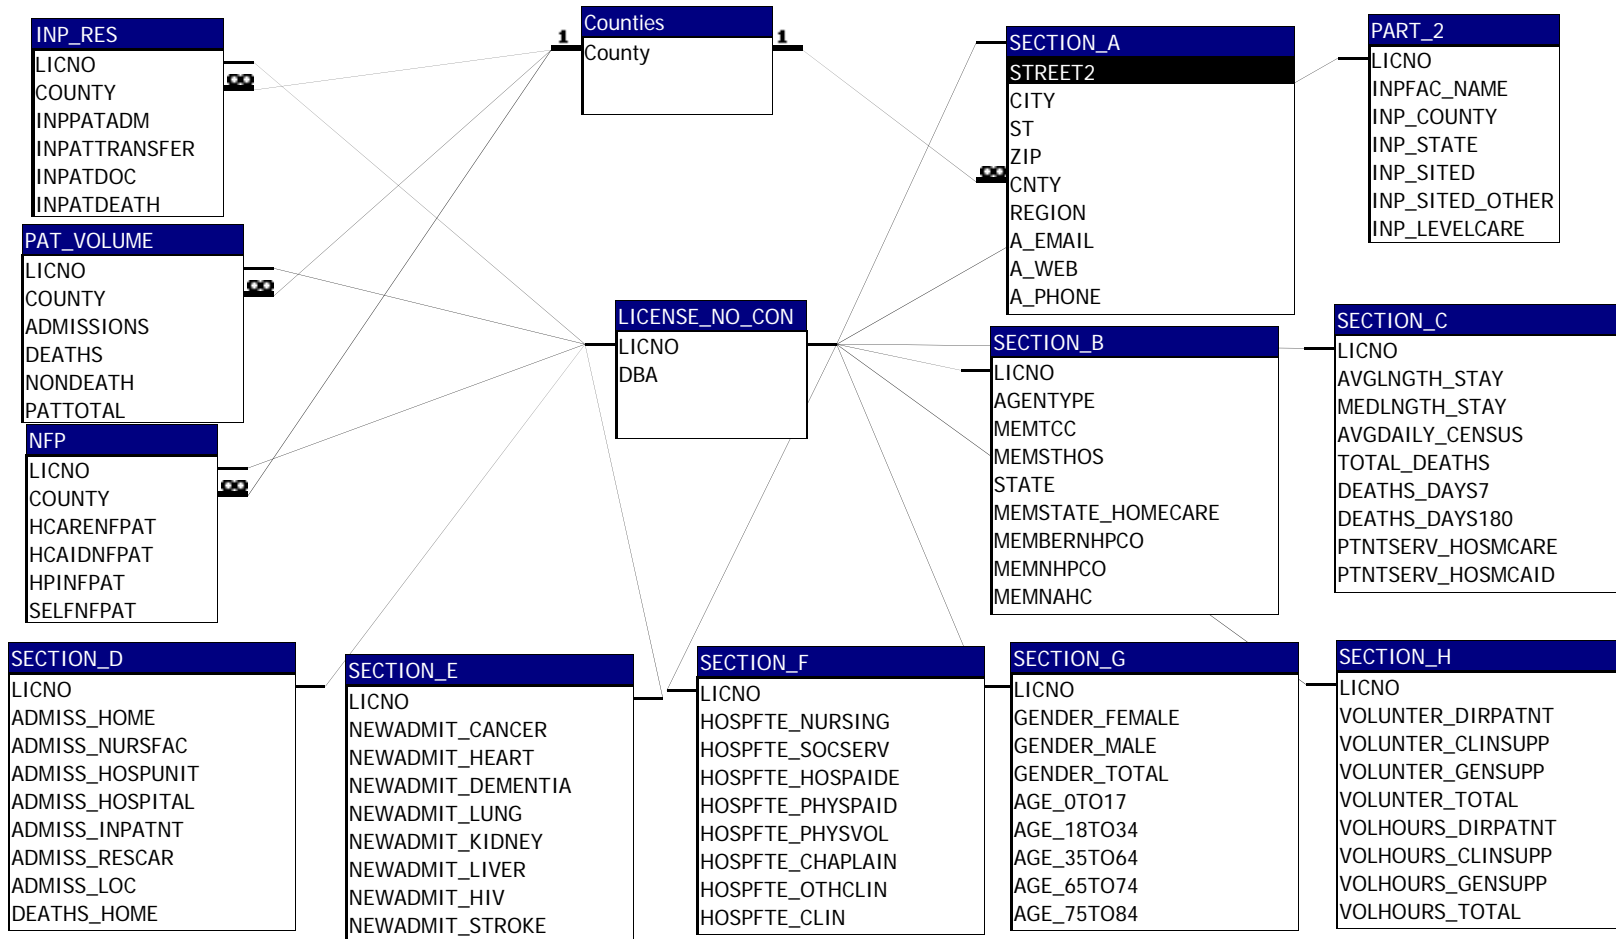 INP_RES
LICNO
COUNTY
INPPATADM
INPATTRANSFER
INPATDOC
INPATDEATH
Counties
County
1
1
SECTION_A
STREET2
CITY
ST
ZIP
CNTY
REGION
A_EMAIL
A_WEB
A_PHONE
PART_2
LICNO
INPFAC_NAME
INP_COUNTY
INP_STATE
INP_SITED
INP_SITED_OTHER
INP_LEVELCARE
∞
∞
PAT_VOLUME
LICNO
COUNTY
ADMISSIONS
DEATHS
NONDEATH
PATTOTAL
∞
LICENSE_NO_CON
LICNO
DBA
SECTION_B
LICNO
AGENTYPE
MEMTCC
MEMSTHOS
STATE
MEMSTATE_HOMECARE
MEMBERNHPCO
MEMNHPCO
MEMNAHC
SECTION_C
LICNO
AVGLNGTH_STAY
MEDLNGTH_STAY
AVGDAILY_CENSUS
TOTAL_DEATHS
DEATHS_DAYS7
DEATHS_DAYS180
PTNTSERV_HOSMCARE
PTNTSERV_HOSMCAID
NFP
LICNO
COUNTY
HCARENFPAT
HCAIDNFPAT
HPINFPAT
SELFNFPAT
∞
SECTION_D
LICNO
ADMISS_HOME
ADMISS_NURSFAC
ADMISS_HOSPUNIT
ADMISS_HOSPITAL
ADMISS_INPATNT
ADMISS_RESCAR
ADMISS_LOC
DEATHS_HOME
SECTION_E
LICNO
NEWADMIT_CANCER
NEWADMIT_HEART
NEWADMIT_DEMENTIA
NEWADMIT_LUNG
NEWADMIT_KIDNEY
NEWADMIT_LIVER
NEWADMIT_HIV
NEWADMIT_STROKE
SECTION_F
LICNO
HOSPFTE_NURSING
HOSPFTE_SOCSERV
HOSPFTE_HOSPAIDE
HOSPFTE_PHYSPAID
HOSPFTE_PHYSVOL
HOSPFTE_CHAPLAIN
HOSPFTE_OTHCLIN
HOSPFTE_CLIN
SECTION_G
LICNO
GENDER_FEMALE
GENDER_MALE
GENDER_TOTAL
AGE_0TO17
AGE_18TO34
AGE_35TO64
AGE_65TO74
AGE_75TO84
SECTION_H
LICNO
VOLUNTER_DIRPATNT
VOLUNTER_CLINSUPP
VOLUNTER_GENSUPP
VOLUNTER_TOTAL
VOLHOURS_DIRPATNT
VOLHOURS_CLINSUPP
VOLHOURS_GENSUPP
VOLHOURS_TOTAL